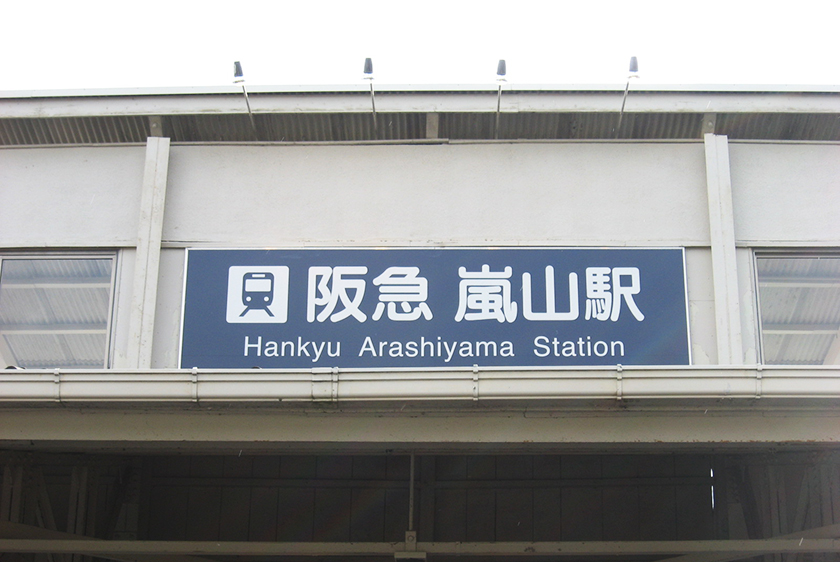 阪急 嵐山駅
Hankyu Arashiyama Station